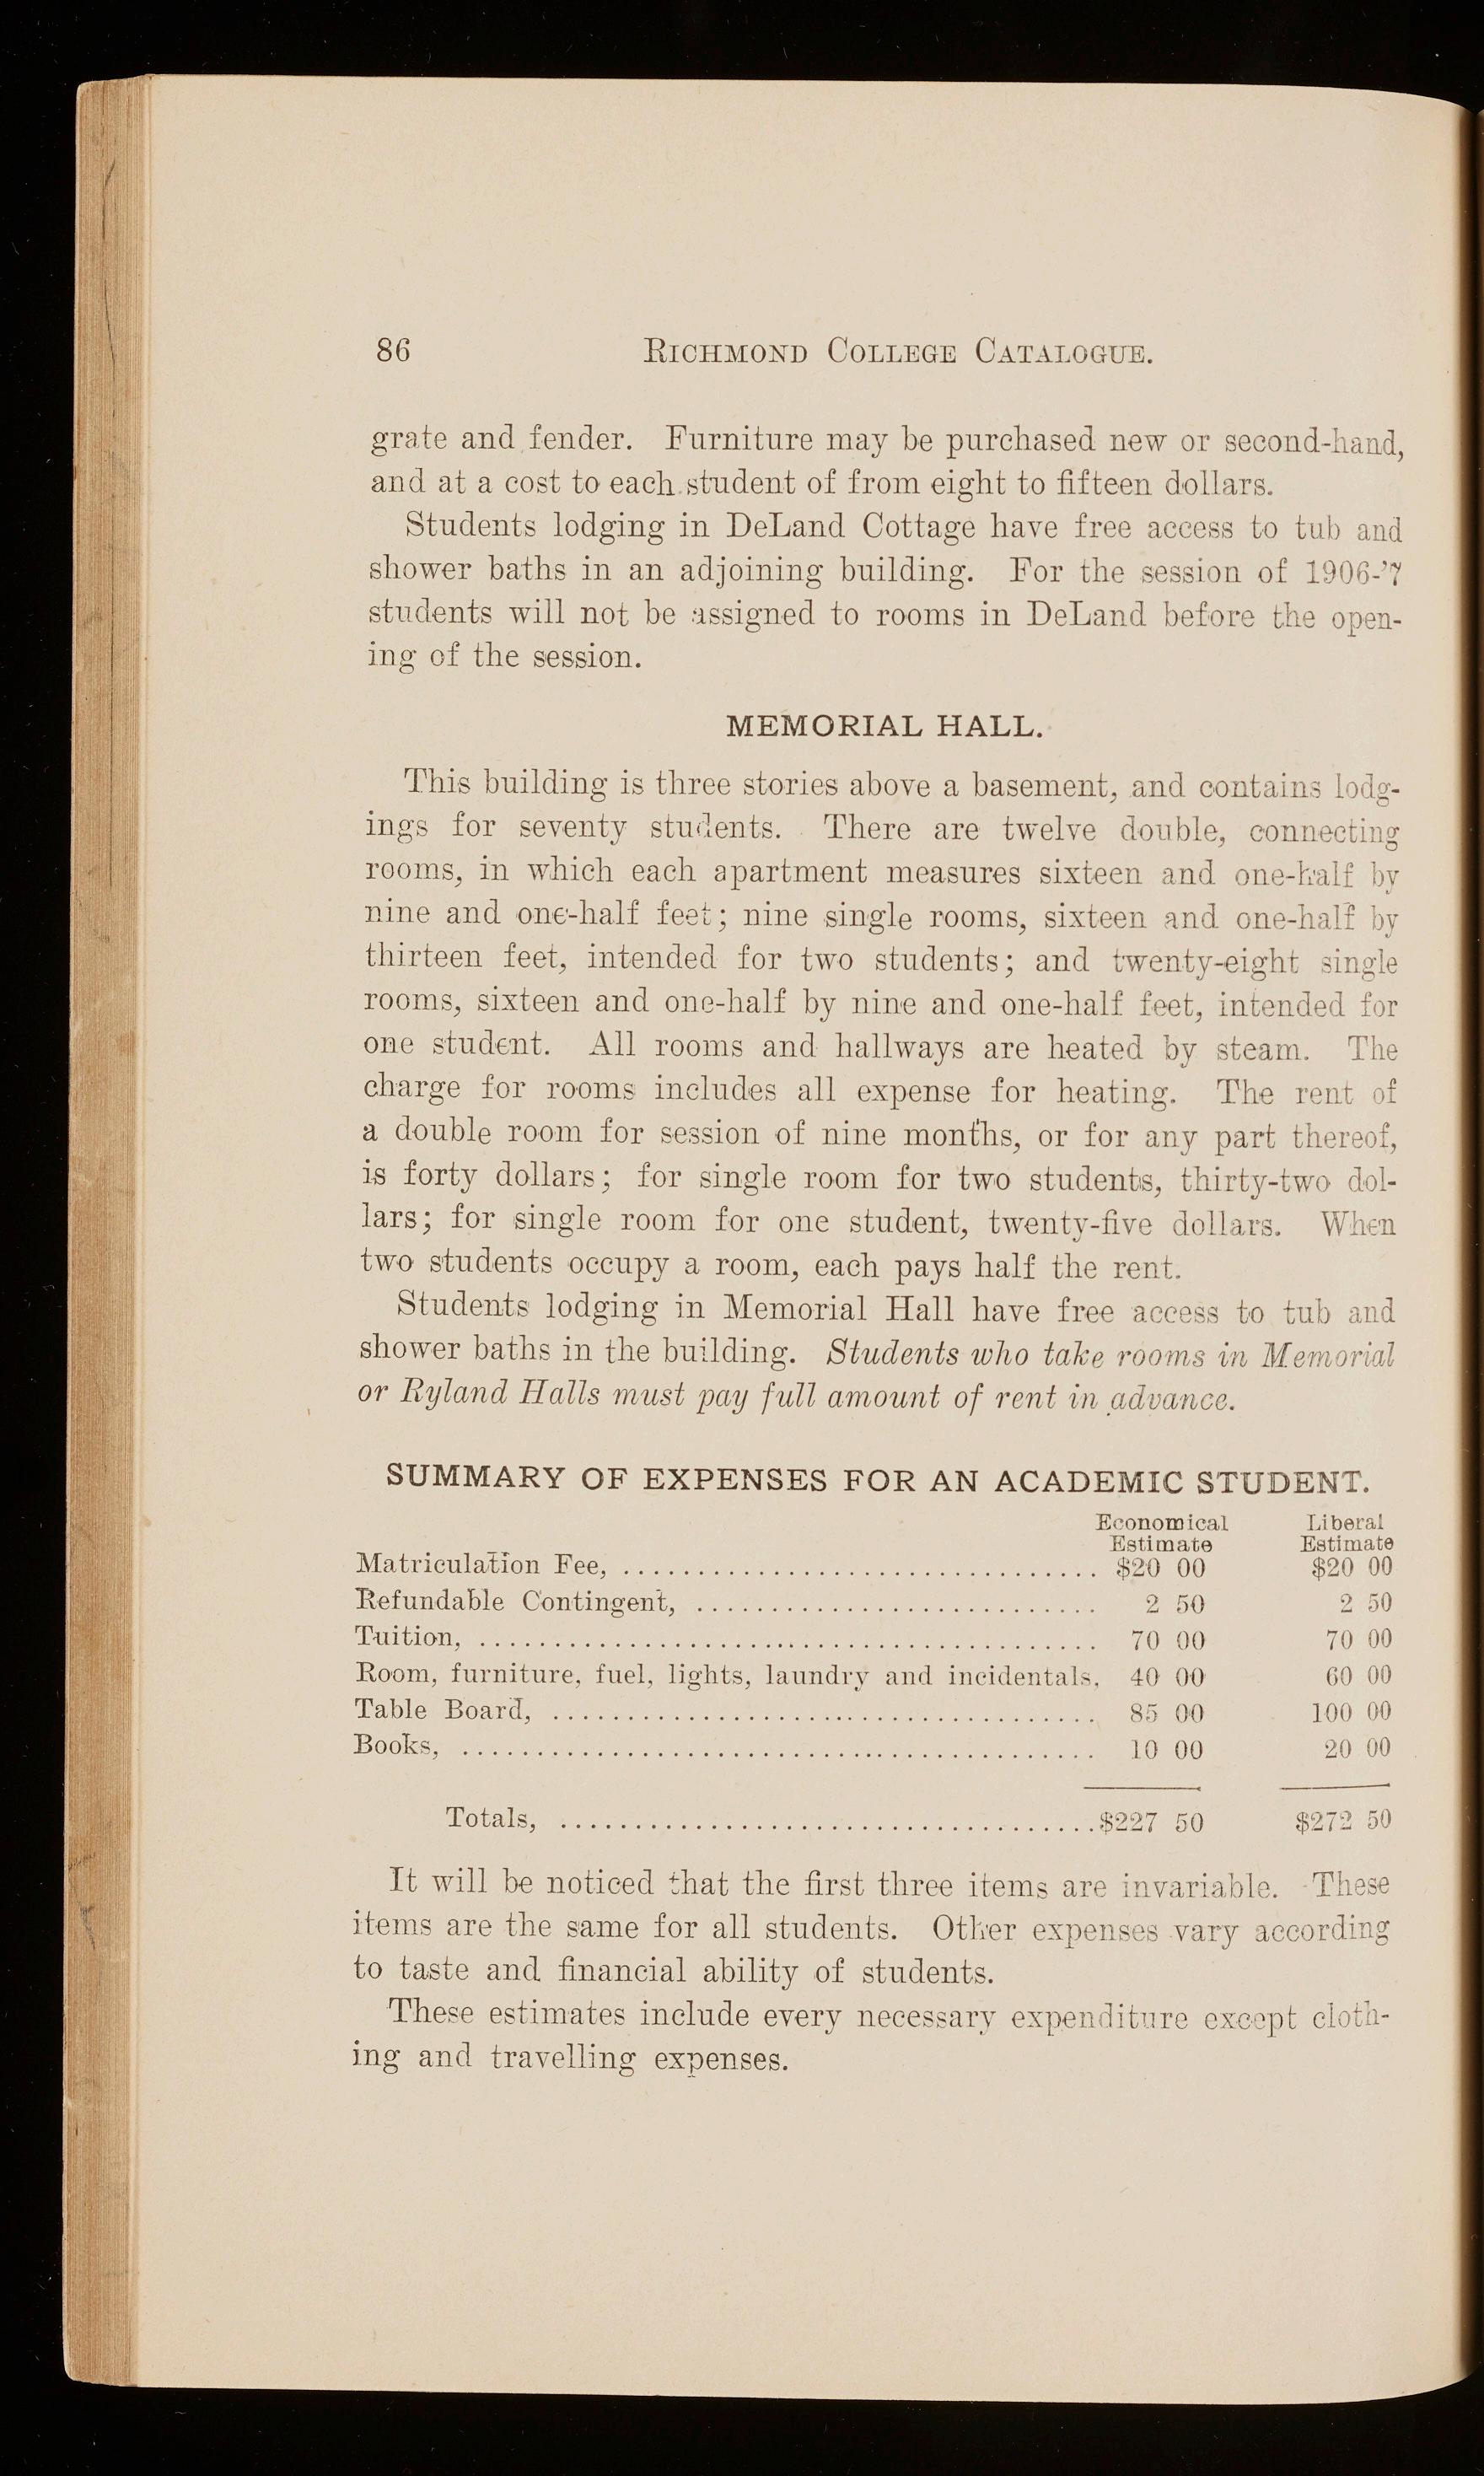 86 RICHMOND COLLEGE CATALOGUE.
grate and fender. Furniture may be purchased new or second-hand,
and at a cost to each student of from eight to fifteen dollars.
Students lodging in DeLand Cottage have free access to tub and
shower baths in an adjoining building. For the session of 1906-'7
students will not be assigned to rooms in DeLand before the open-
ing of the session.
MEMORIAL HALL.
This building is three stories above a basement, and contains lodg-
ings for seventy students. There are twelve double, connecting
rooms, in which each apartment measures sixteen and one-half by
nine and one-half feet; nine single rooms, sixteen and one-half by
thirteen feet, intended for two students; and twenty-eight single
rooms, sixteen and one-half by nine and one-half feet, intended for
one student. All rooms and hallways are heated by steam. The
charge for rooms includes all expense for heating. The rent of
a double room for session of nine months, or for any part thereof,
is forty dollars; for single room for two students, thirty-two dol-
lars; for single room for one student, twenty-five dollars. When
two students occupy a room, each pays half the rent.
Students lodging in Memorial Hall have free access to tub and
shower baths in the building. Students who take rooms in Memorial
or Ryland Halls must pay full amount of rent in advance.
SUMMARY OF EXPENSES FOR AN ACADEMIC STUDENT.
Economical Liberal
Estimate Estimate
Matriculation Fee, .................................. $20 00 $20 00
Refundable Contingent, ........................... 2 50 2 50
Tuition, .......................................... 70 00 70 00
Room, furniture, fuel, lights, laundry and incidentals, 40 00 60 00
Table Board, ..................................... 85 00 100 00
Books, ........................................... 10 00 20 00
Totals, ....................................$227 50 $272 50
It will be noticed that the first three items are invariable. These
items are the same for all students. Other expenses vary according
to taste and financial ability of students.
These estimates include every necessary expenditure except cloth-
ing and travelling expenses.